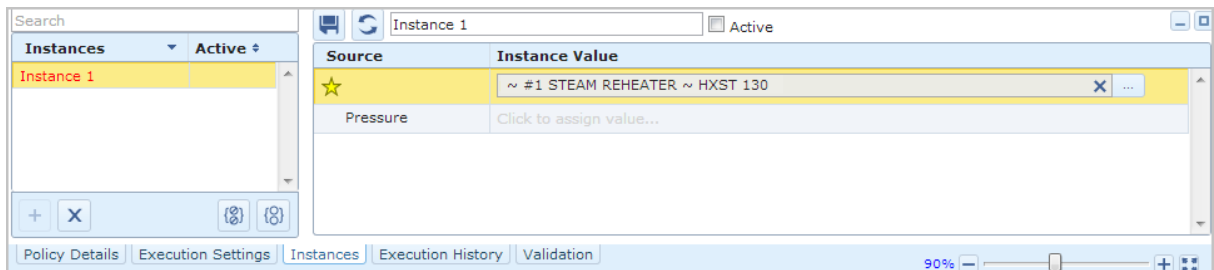 Search
Instances Active
Instance 1
Instance 1 Active
Source Instance Value
~ #1 STEAM REHEATER ~ HXST 130
Pressure Click to assign value...
Policy Details Execution Settings Instances Execution History Validation
90%